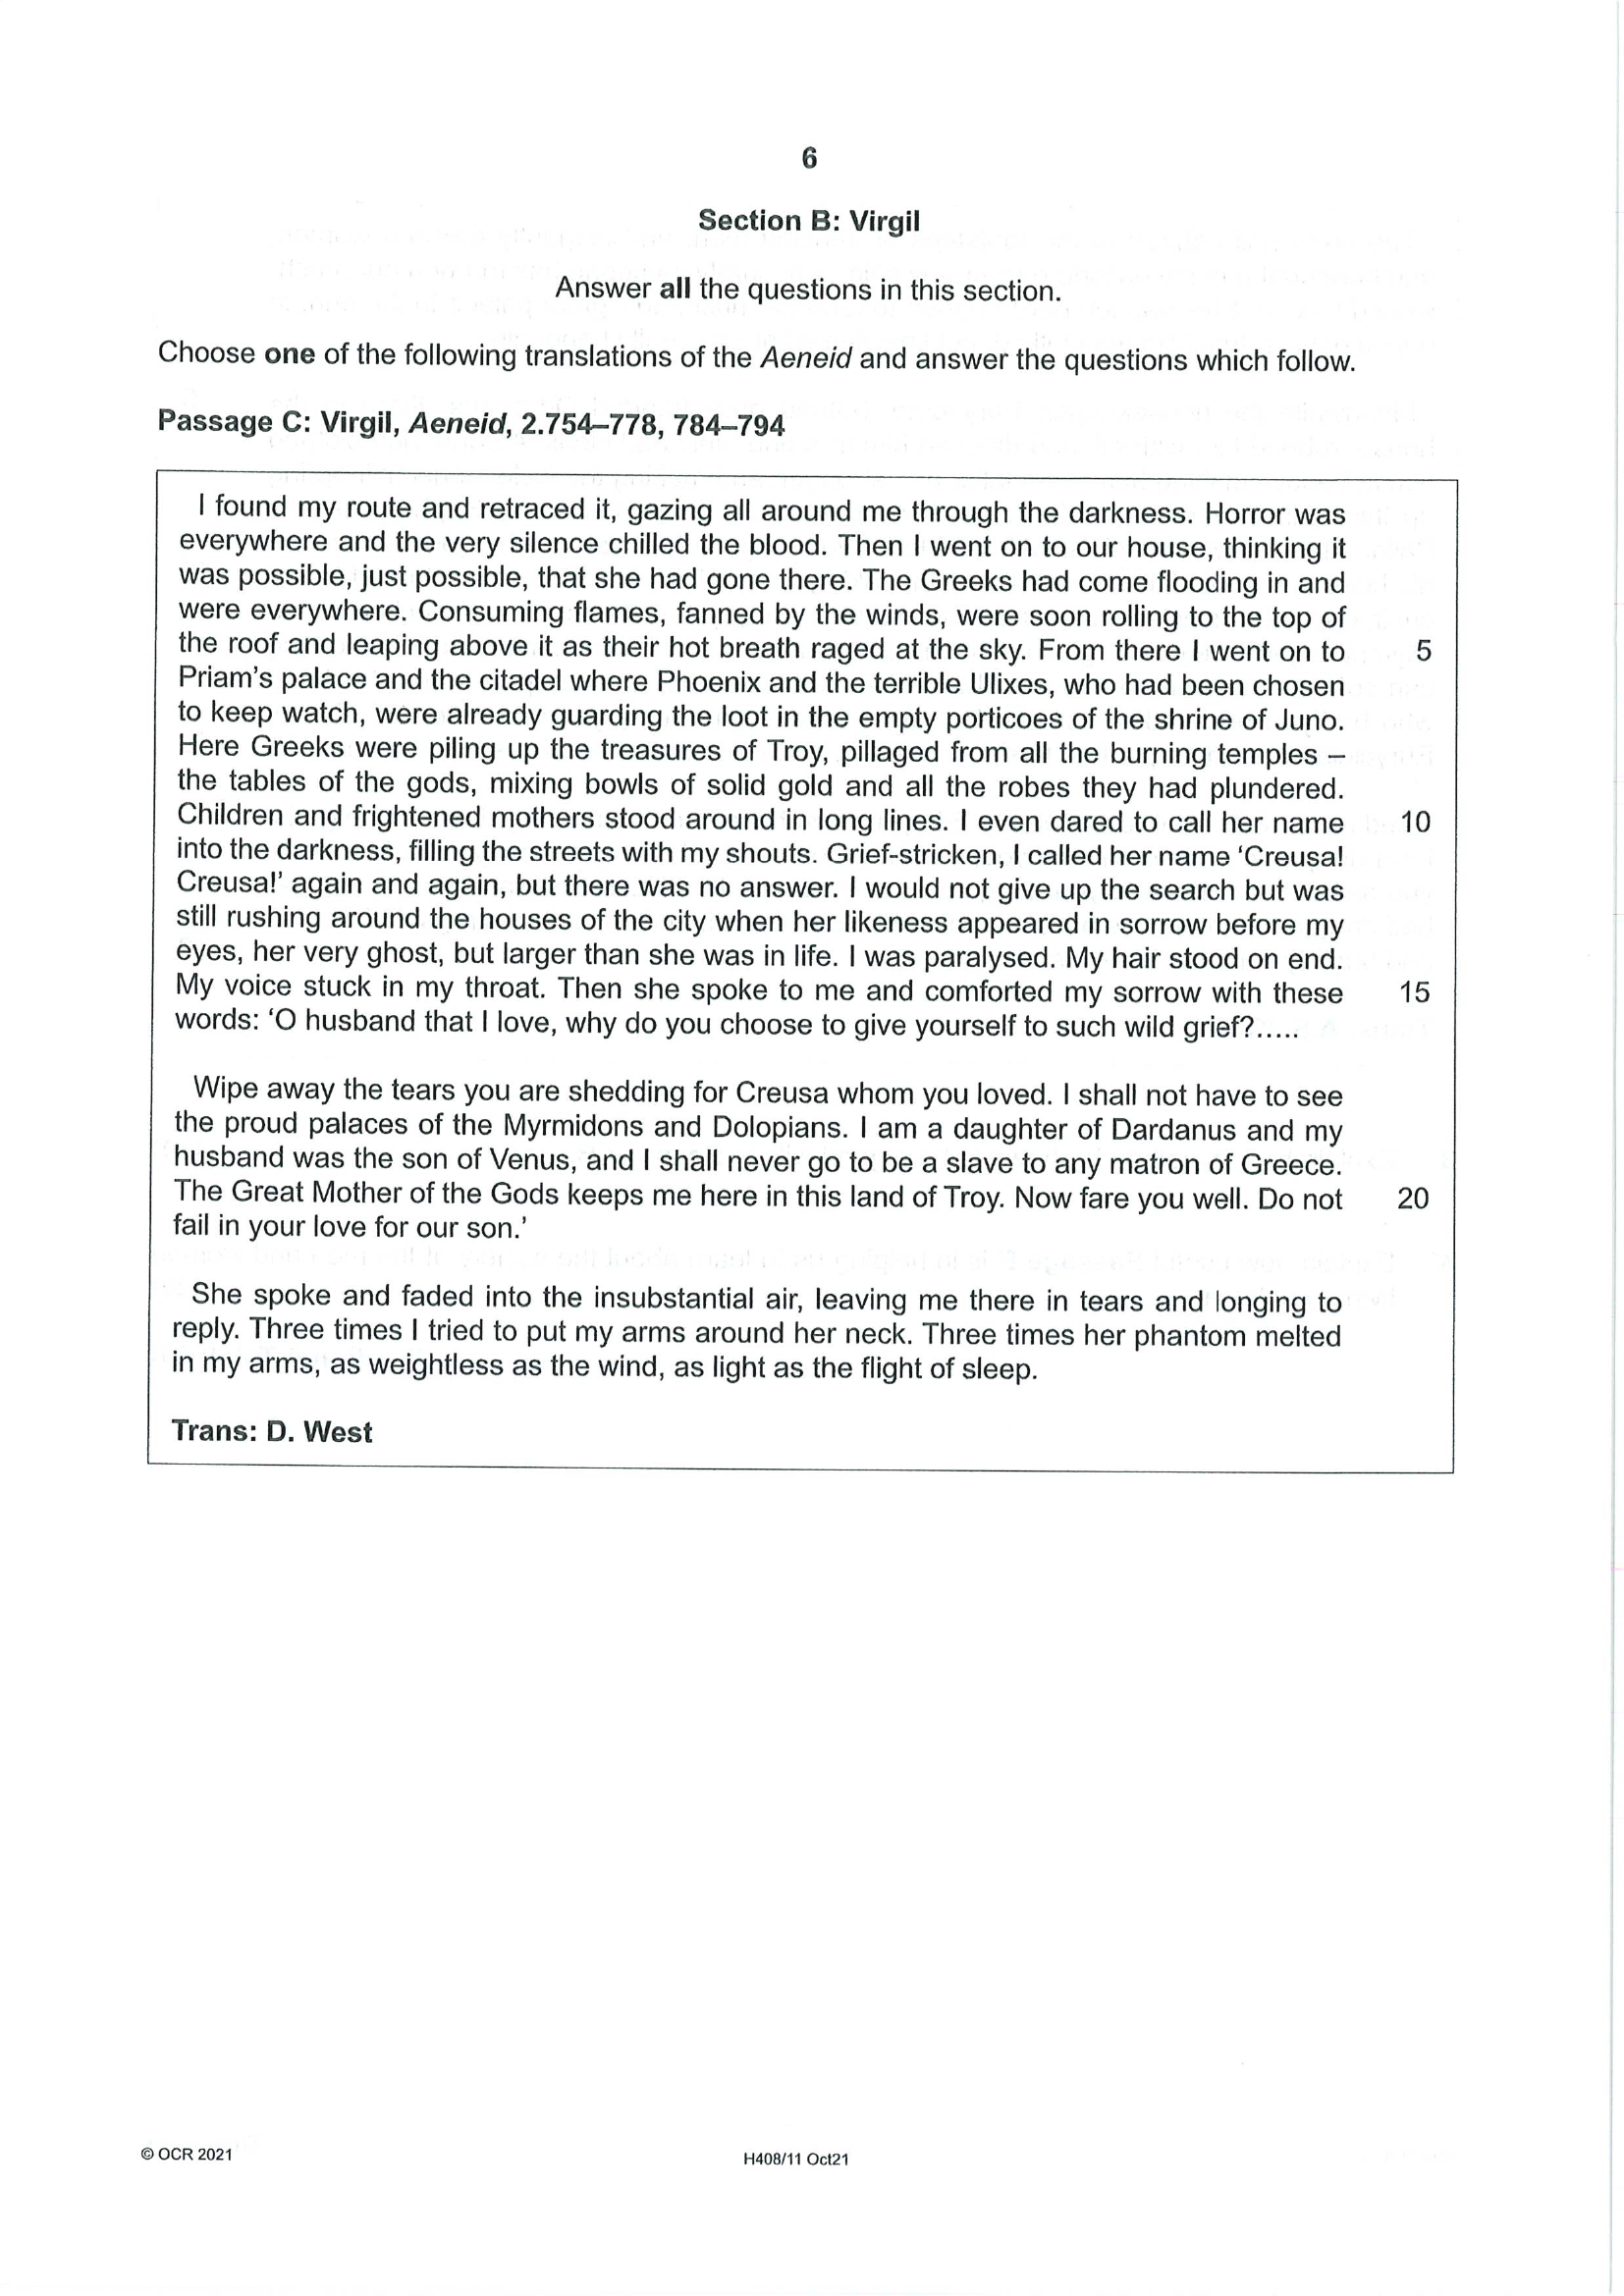 6
Section B: Virgil
Answer all the questions in this section.
Choose one of the following translations of the Aeneid and answer the questions which follow.
Passage C: Virgil, Aeneid, 2.754–778, 784–794
I found my route and retraced it, gazing all around me through the darkness. Horror was
everywhere and the very silence chilled the blood. Then I went on to our house, thinking it
was possible, just possible, that she had gone there. The Greeks had come flooding in and
were everywhere. Consuming flames, fanned by the winds, were soon rolling to the top of
the roof and leaping above it as their hot breath raged at the sky. From there I went on to 5
Priam's palace and the citadel where Phoenix and the terrible Ulixes, who had been chosen
to keep watch, were already guarding the loot in the empty porticoes of the shrine of Juno.
Here Greeks were piling up the treasures of Troy, pillaged from all the burning temples –
the tables of the gods, mixing bowls of solid gold and all the robes they had plundered.
Children and frightened mothers stood around in long lines. I even dared to call her name 10
into the darkness, filling the streets with my shouts. Grief-stricken, I called her name 'Creusa!
Creusa!' again and again, but there was no answer. I would not give up the search but was
still rushing around the houses of the city when her likeness appeared in sorrow before my
eyes, her very ghost, but larger than she was in life. I was paralysed. My hair stood on end.
My voice stuck in my throat. Then she spoke to me and comforted my sorrow with these 15
words: 'O husband that I love, why do you choose to give yourself to such wild grief?.....
Wipe away the tears you are shedding for Creusa whom you loved. I shall not have to see
the proud palaces of the Myrmidons and Dolopians. I am a daughter of Dardanus and my
husband was the son of Venus, and I shall never go to be a slave to any matron of Greece.
The Great Mother of the Gods keeps me here in this land of Troy. Now fare you well. Do not 20
fail in your love for our son.'
She spoke and faded into the insubstantial air, leaving me there in tears and longing to
reply. Three times I tried to put my arms around her neck. Three times her phantom melted
in my arms, as weightless as the wind, as light as the flight of sleep.
Trans: D. West
© OCR 2021
H408/11 Oct21